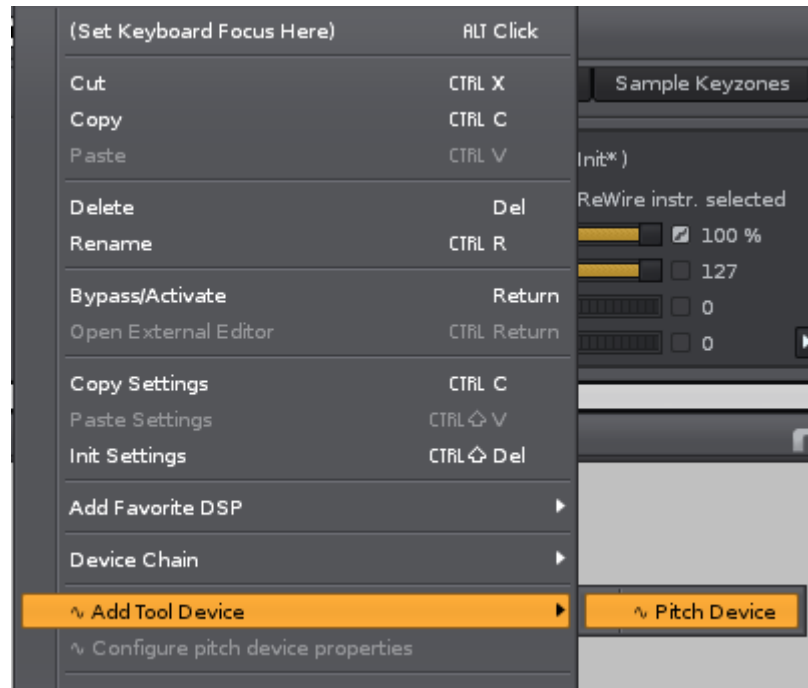 (Set Keyboard Focus Here) ALT Click
Cut CTRL X
Copy CTRL C
Paste CTRL V
Delete Del
Rename CTRL R
Bypass/Activate Return
Open External Editor CTRL Return
Copy Settings CTRL C
Paste Settings CTRL⇧ V
Init Settings CTRL⇧ Del
Add Favorite DSP
Device Chain
∿ Add Tool Device
∿ Configure pitch device properties
∿ Pitch Device
Sample Keyzones
Init*)
ReWire instr. selected
100 %
127
0
0